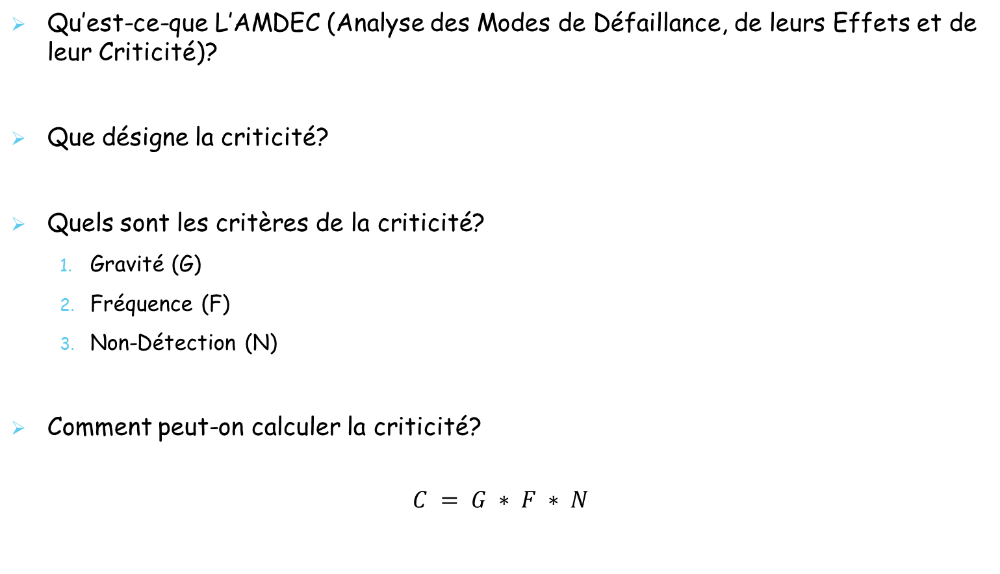 Qu'est-ce-que L'AMDEC (Analyse des Modes de Défaillance, de leurs Effets et de
leur Criticité)?
Que désigne la criticité?
Quels sont les critères de la criticité?
1. Gravité (G)
2. Fréquence (F)
3. Non-Détection (N)
Comment peut-on calculer la criticité?
C = G * F * N